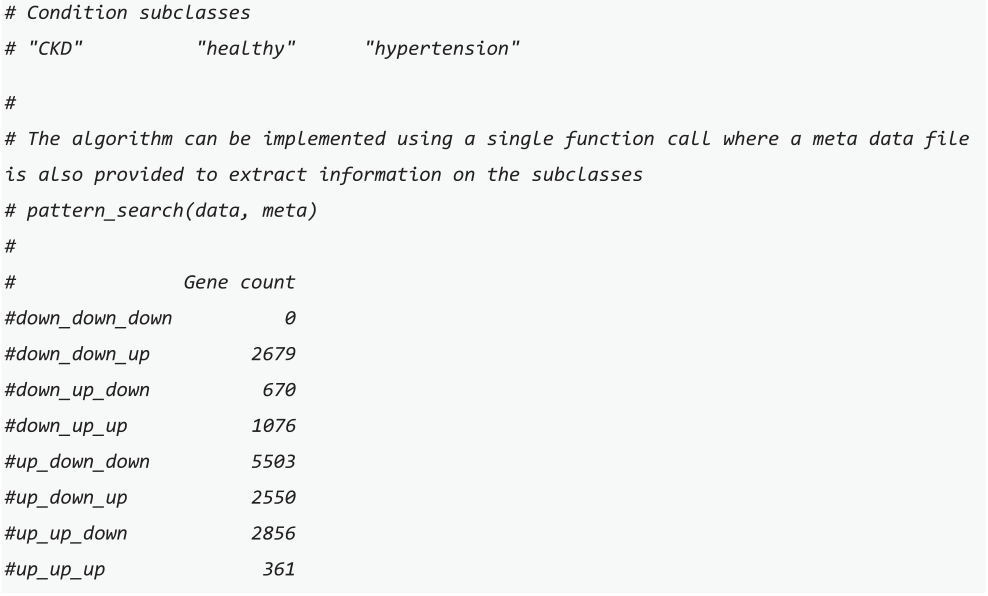 # Condition subclasses
# "CKD"          "healthy"      "hypertension"
#
# The algorithm can be implemented using a single function call where a meta data file
is also provided to extract information on the subclasses
# pattern_search(data, meta)
#
#               Gene count
#down_down_down          0
#down_down_up         2679
#down_up_down          670
#down_up_up           1076
#up_down_down         5503
#up_down_up           2550
#up_up_down           2856
#up_up_up              361